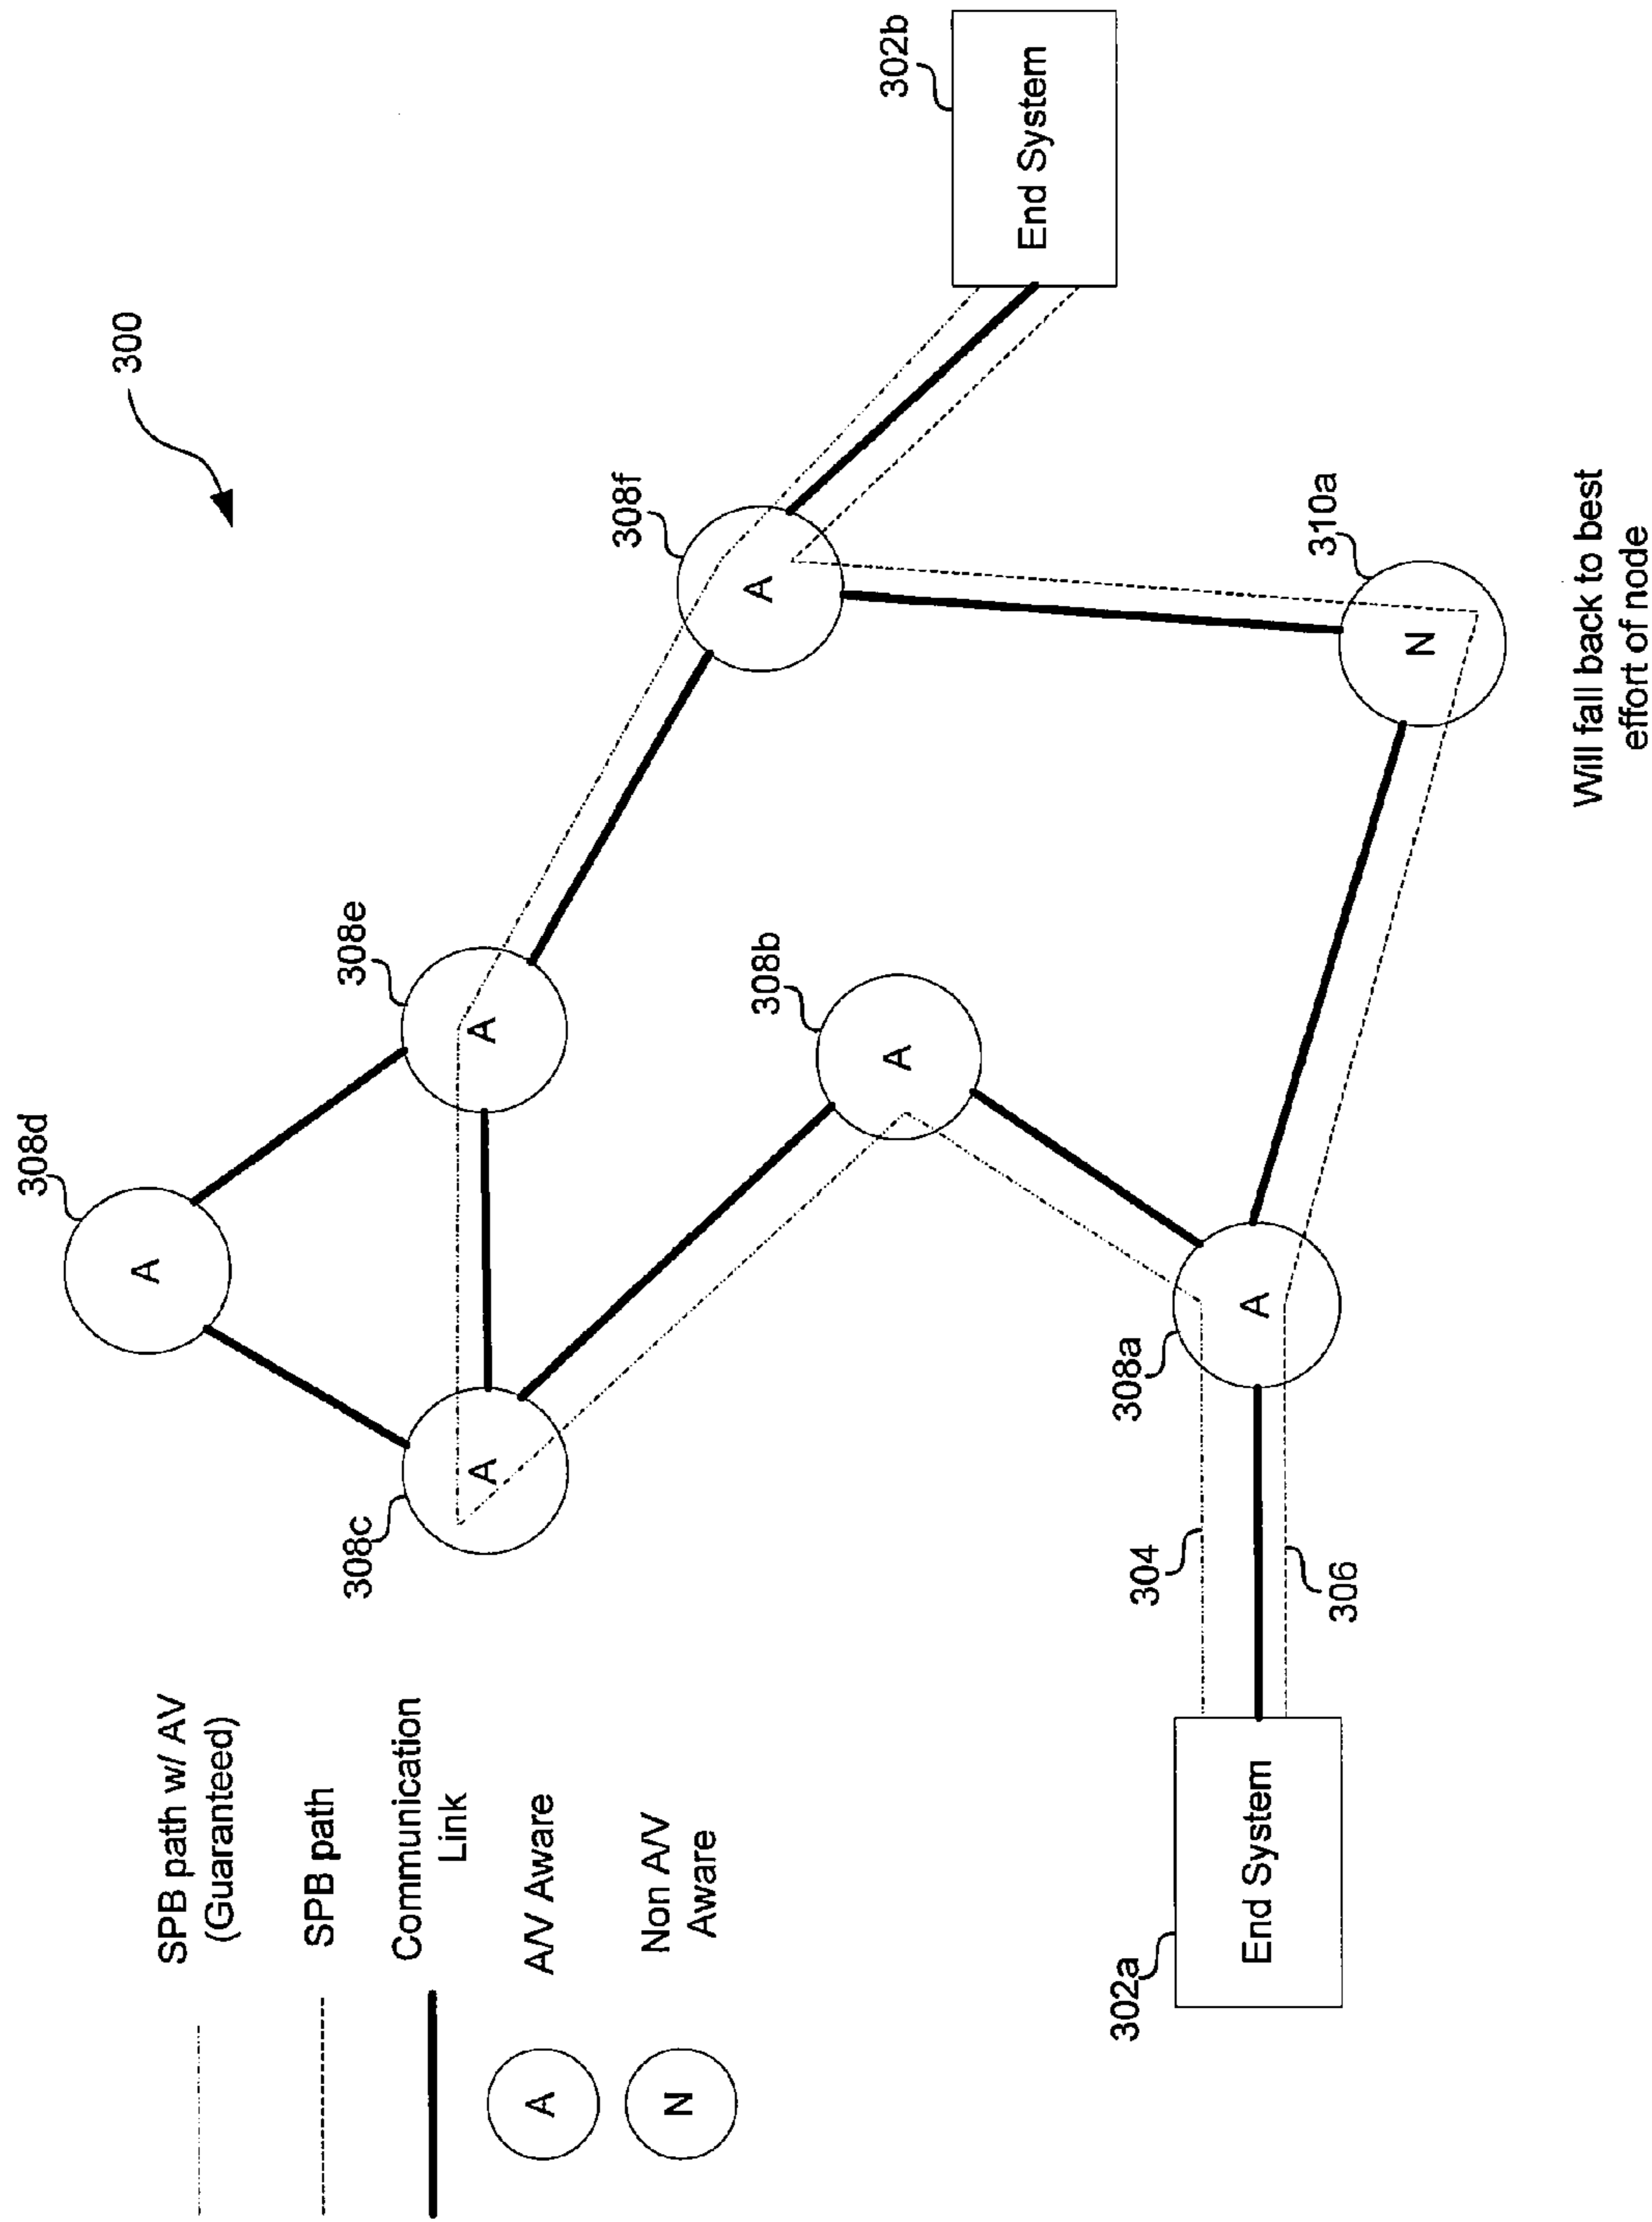 SPB path w/ AV
(Guaranteed)
SPB path
Communication
Link
A/V Aware
A
Non A/V
Aware
N
300
308d
A
308c
A
308e
A
308b
A
308f
A
302b
End System
302a
End System
304
306
308a
A
310a
N
Will fall back to best
effort of node